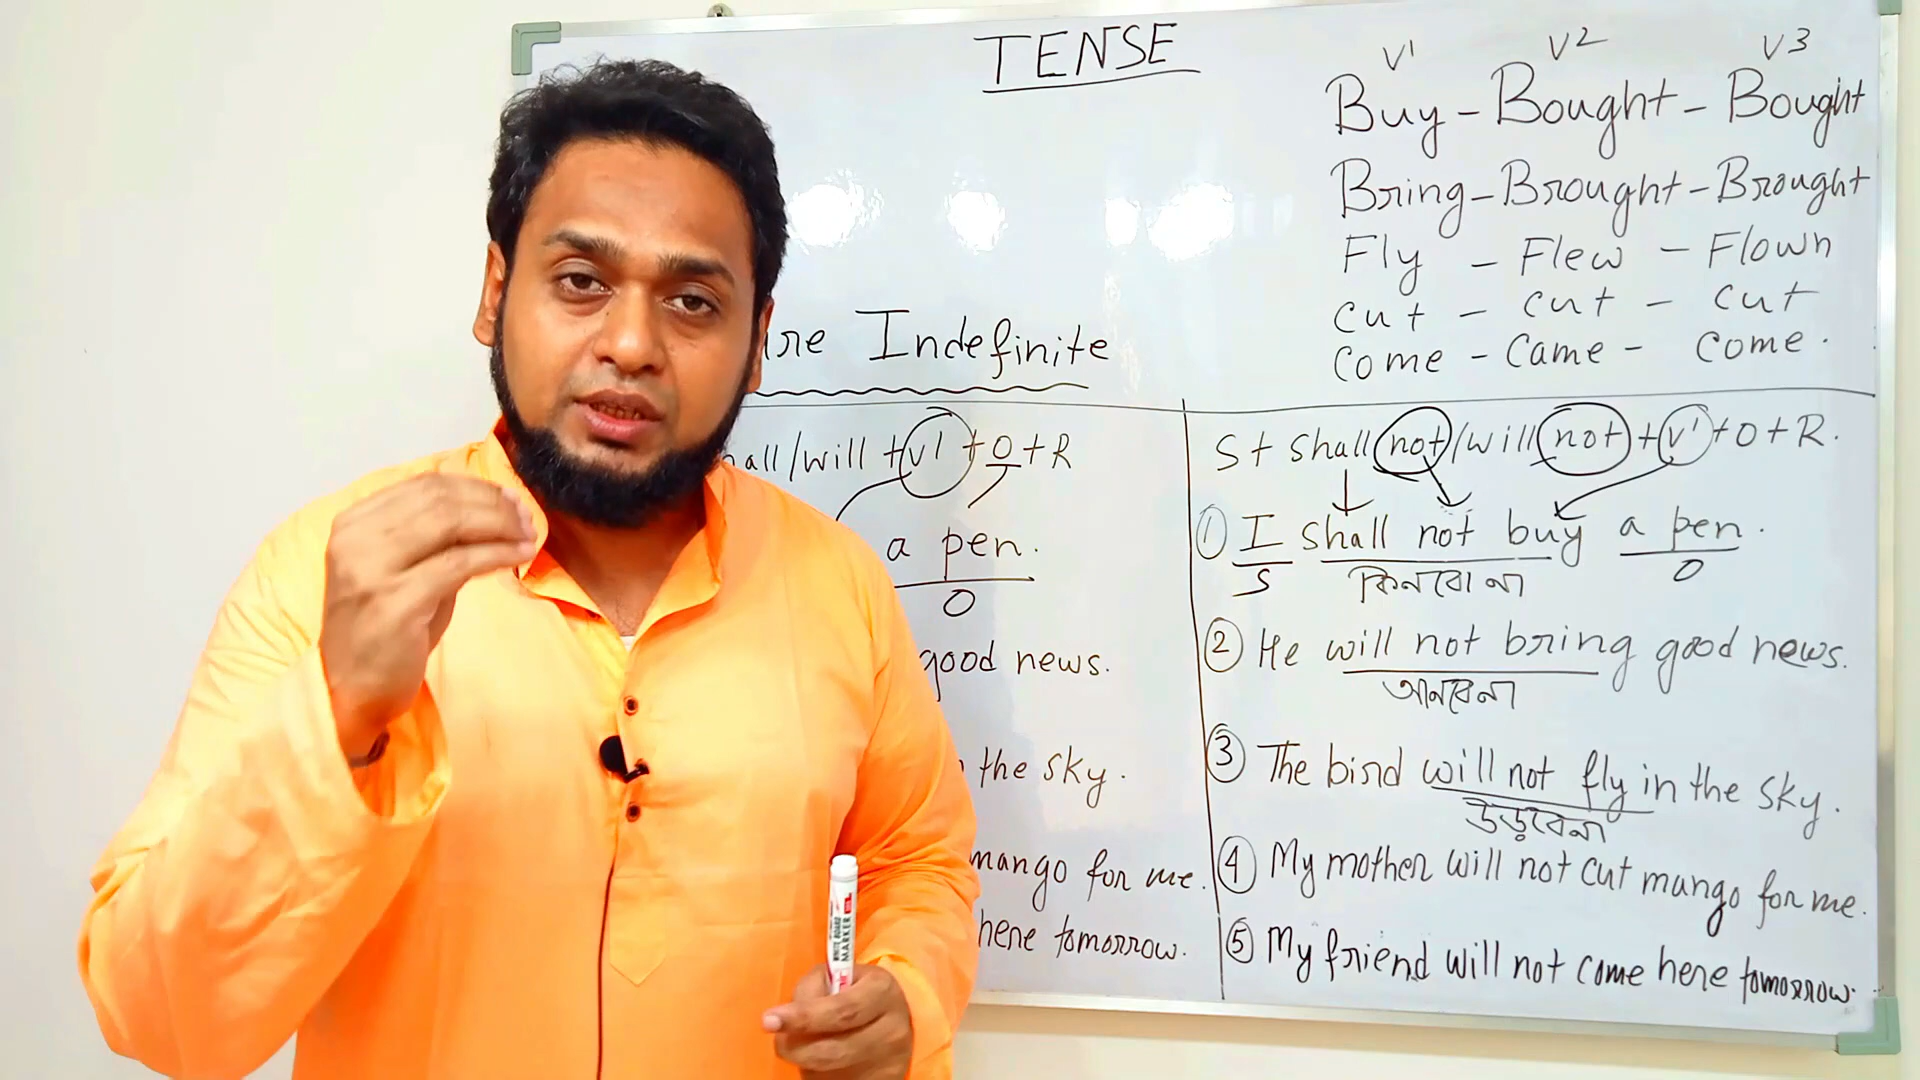 TENSE
V1 V2 V3
Buy - Bought - Bought
Bring - Brought - Brought
Fly - Flew - Flown
cut - cut - cut
Come - Came - Come.
Indefinite
/will + V1 + O + R
a pen.
O
good news.
the sky.
mango for me.
here tomorrow.
S + Shall not/will not + V1 + O + R.
① I shall not buy a pen.
S কিনবো না O
② He will not bring good news.
আনবেনা
③ The bird will not fly in the sky.
উড়বেনা
④ My mother will not cut mango for me.
⑤ My friend will not come here tomorrow.
WHITE BOARD
MARKER